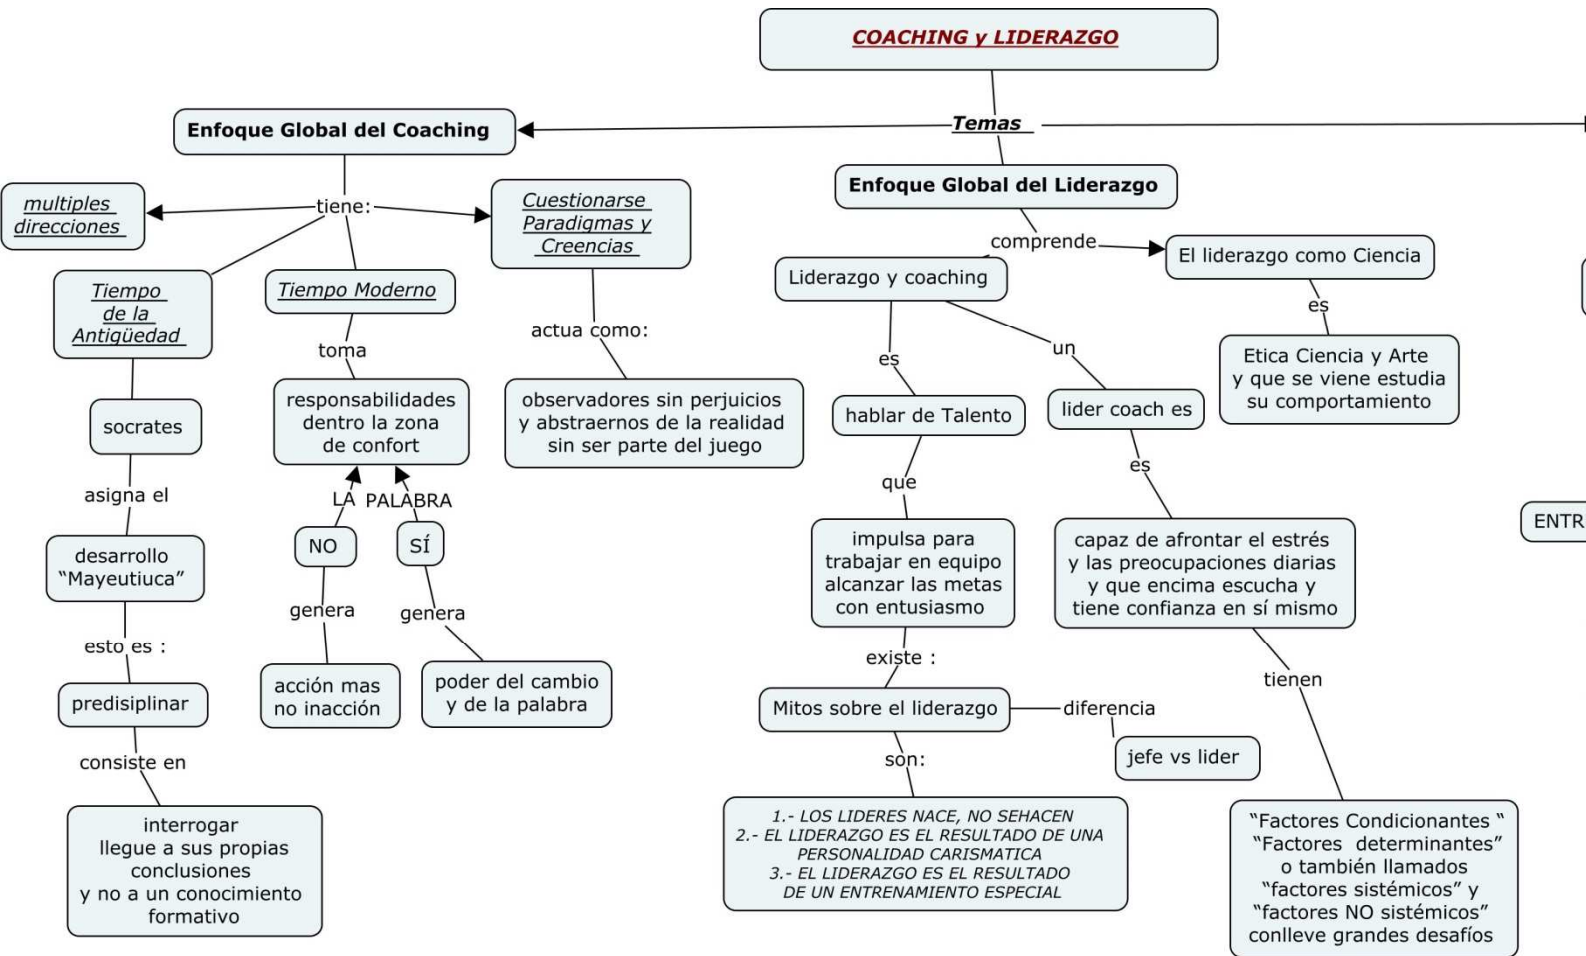 COACHING y LIDERAZGO
Temas
Enfoque Global del Coaching
tiene:
multiples
direcciones
Tiempo
de la
Antigüedad
socrates
asigna el
desarrollo
“Mayeutiuca”
esto es :
predisiplinar
consiste en
interrogar
llegue a sus propias
conclusiones
y no a un conocimiento
formativo
Tiempo Moderno
toma
responsabilidades
dentro la zona
de confort
LA PALABRA
NO
SÍ
genera
genera
acción mas
no inacción
poder del cambio
y de la palabra
Cuestionarse
Paradigmas y
Creencias
actua como:
observadores sin perjuicios
y abstraernos de la realidad
sin ser parte del juego
Enfoque Global del Liderazgo
comprende
Liderazgo y coaching
es
hablar de Talento
que
impulsa para
trabajar en equipo
alcanzar las metas
con entusiasmo
existe :
Mitos sobre el liderazgo
diferencia
jefe vs lider
son:
1.- LOS LIDERES NACE, NO SEHACEN
2.- EL LIDERAZGO ES EL RESULTADO DE UNA
PERSONALIDAD CARISMATICA
3.- EL LIDERAZGO ES EL RESULTADO
DE UN ENTRENAMIENTO ESPECIAL
un
lider coach es
es
capaz de afrontar el estrés
y las preocupaciones diarias
y que encima escucha y
tiene confianza en sí mismo
tienen
“Factores Condicionantes “
“Factores determinantes”
o también llamados
“factores sistémicos” y
“factores NO sistémicos”
conlleve grandes desafíos
El liderazgo como Ciencia
es
Etica Ciencia y Arte
y que se viene estudia
su comportamiento
ENTR